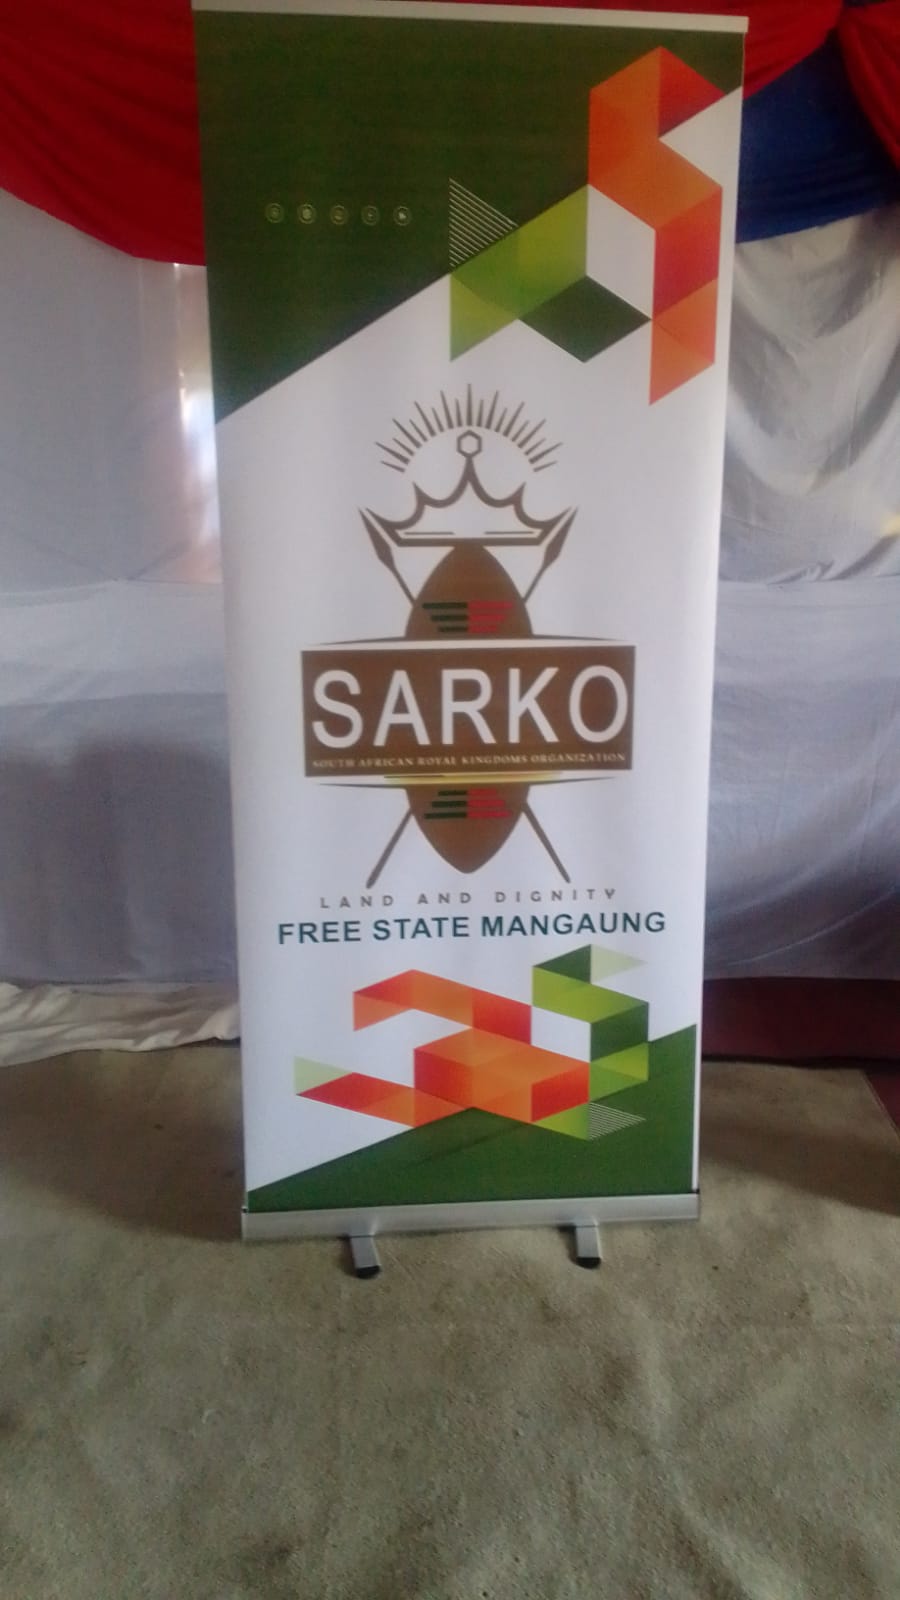 SARKO
SOUTH AFRICAN ROYAL KINGDOMS ORGANIZATION
LAND AND DIGNITY
FREE STATE MANGAUNG